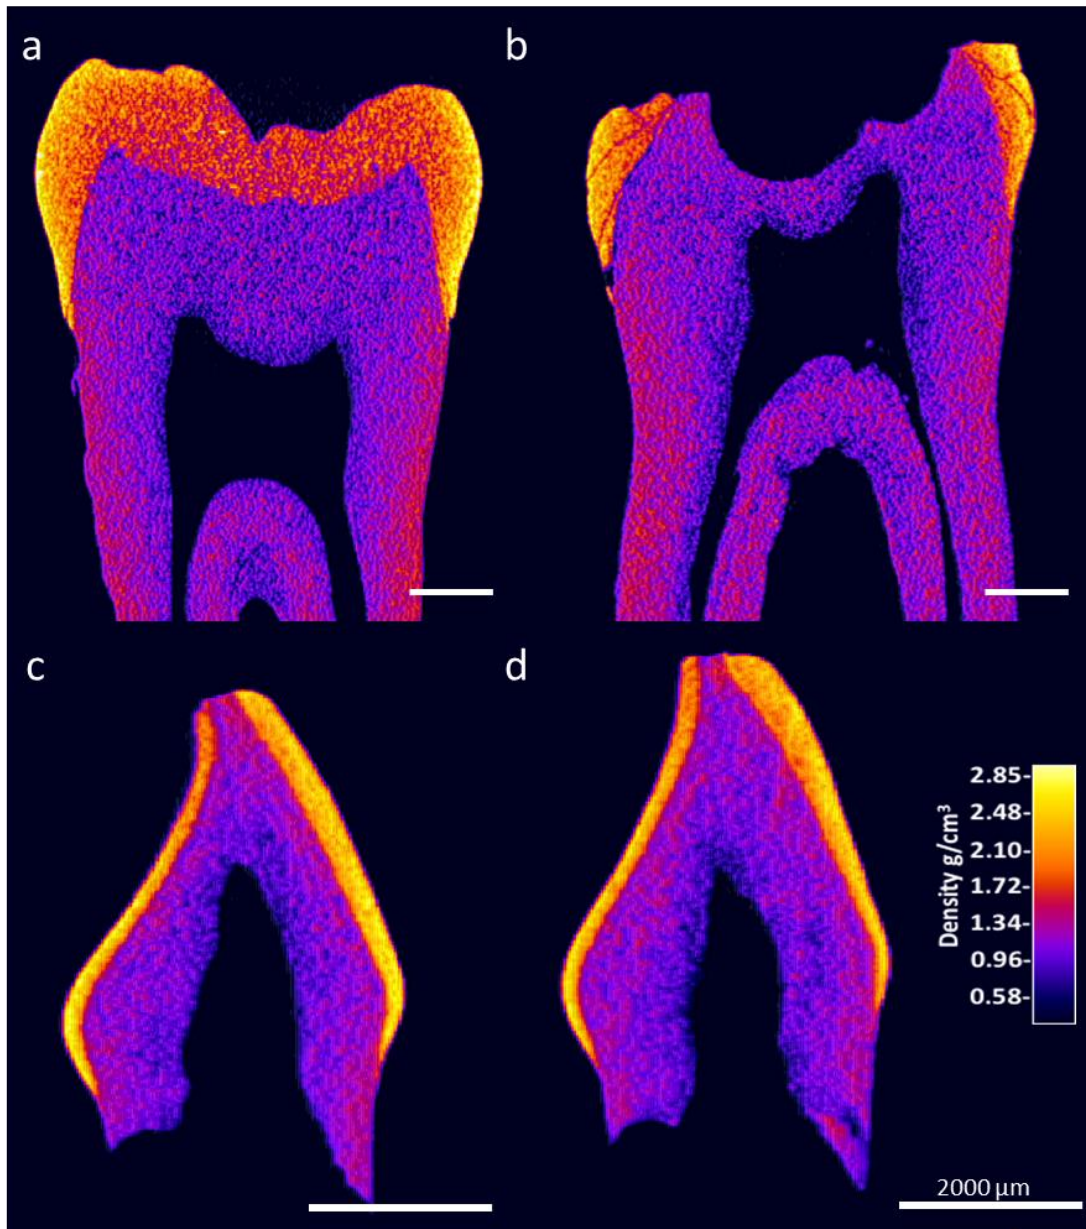 a
b
c
d
Density g/cm³
2.85-
2.48-
2.10-
1.72-
1.34-
0.96-
0.58-
2000 µm